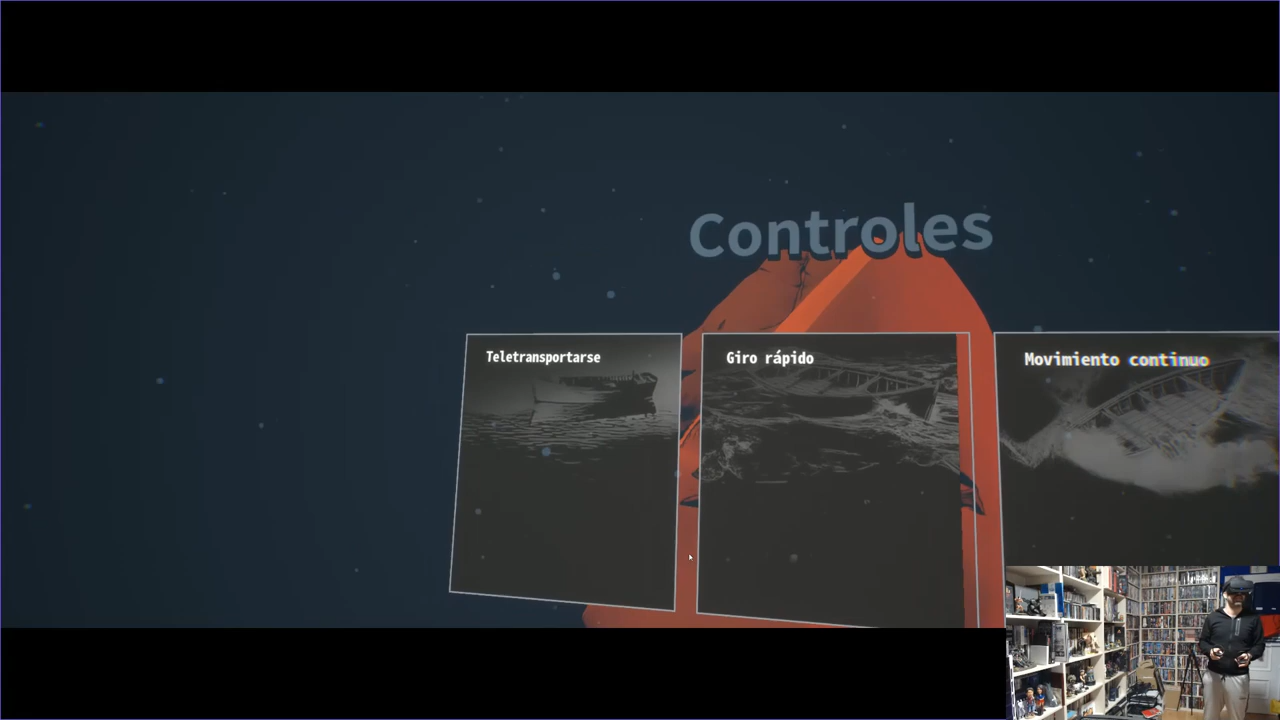 Controles
Teletransportarse
Giro rápido
Movimiento continuo